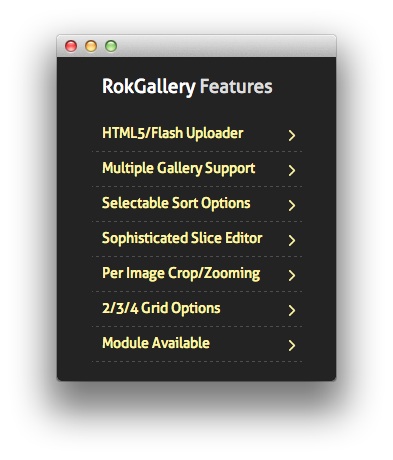 RokGallery Features
HTML5/Flash Uploader
Multiple Gallery Support
Selectable Sort Options
Sophisticated Slice Editor
Per Image Crop/Zooming
2/3/4 Grid Options
Module Available